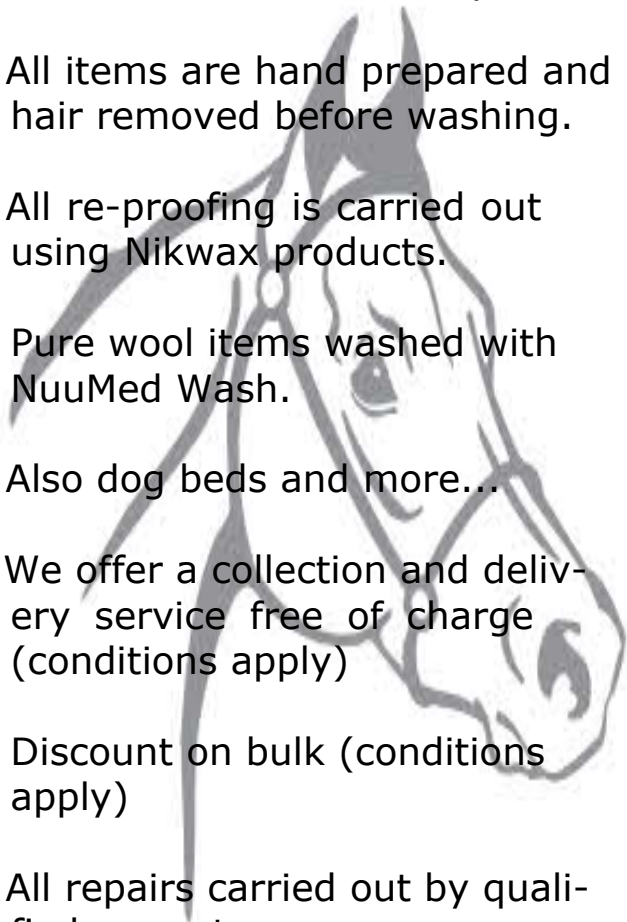 All items are hand prepared and
hair removed before washing.
All re-proofing is carried out
using Nikwax products.
Pure wool items washed with
NuuMed Wash.
Also dog beds and more...
We offer a collection and deliv-
ery service free of charge
(conditions apply)
Discount on bulk (conditions
apply)
All repairs carried out by quali-